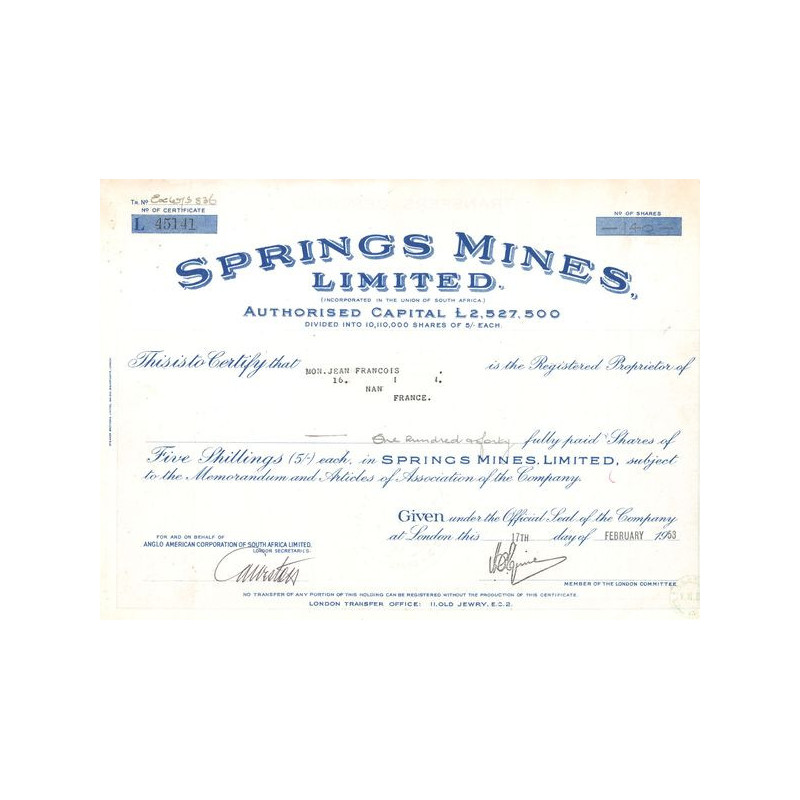 Tr. Nº
Nº OF CERTIFICATE
L 45141
Nº OF SHARES
—140—
SPRINGS MINES,
LIMITED.
(INCORPORATED IN THE UNION OF SOUTH AFRICA)
AUTHORISED CAPITAL Ł2,527,500
DIVIDED INTO 10,110,000 SHARES OF 5/- EACH.
This is to Certify that MON. JEAN FRANCOIS . is the Registered Proprietor of
16.
NAN
FRANCE.
One hundred & forty fully paid Shares of
Five Shillings (5/-) each, in SPRINGS MINES, LIMITED, subject
to the Memorandum and Articles of Association of the Company.
Given under the Official Seal of the Company
at London this 17TH day of FEBRUARY 1953
FOR AND ON BEHALF OF
ANGLO AMERICAN CORPORATION OF SOUTH AFRICA LIMITED.
LONDON SECRETARIES.
MEMBER OF THE LONDON COMMITTEE
NO TRANSFER OF ANY PORTION OF THIS HOLDING CAN BE REGISTERED WITHOUT THE PRODUCTION OF THIS CERTIFICATE.
LONDON TRANSFER OFFICE: 11, OLD JEWRY, E.C.2.